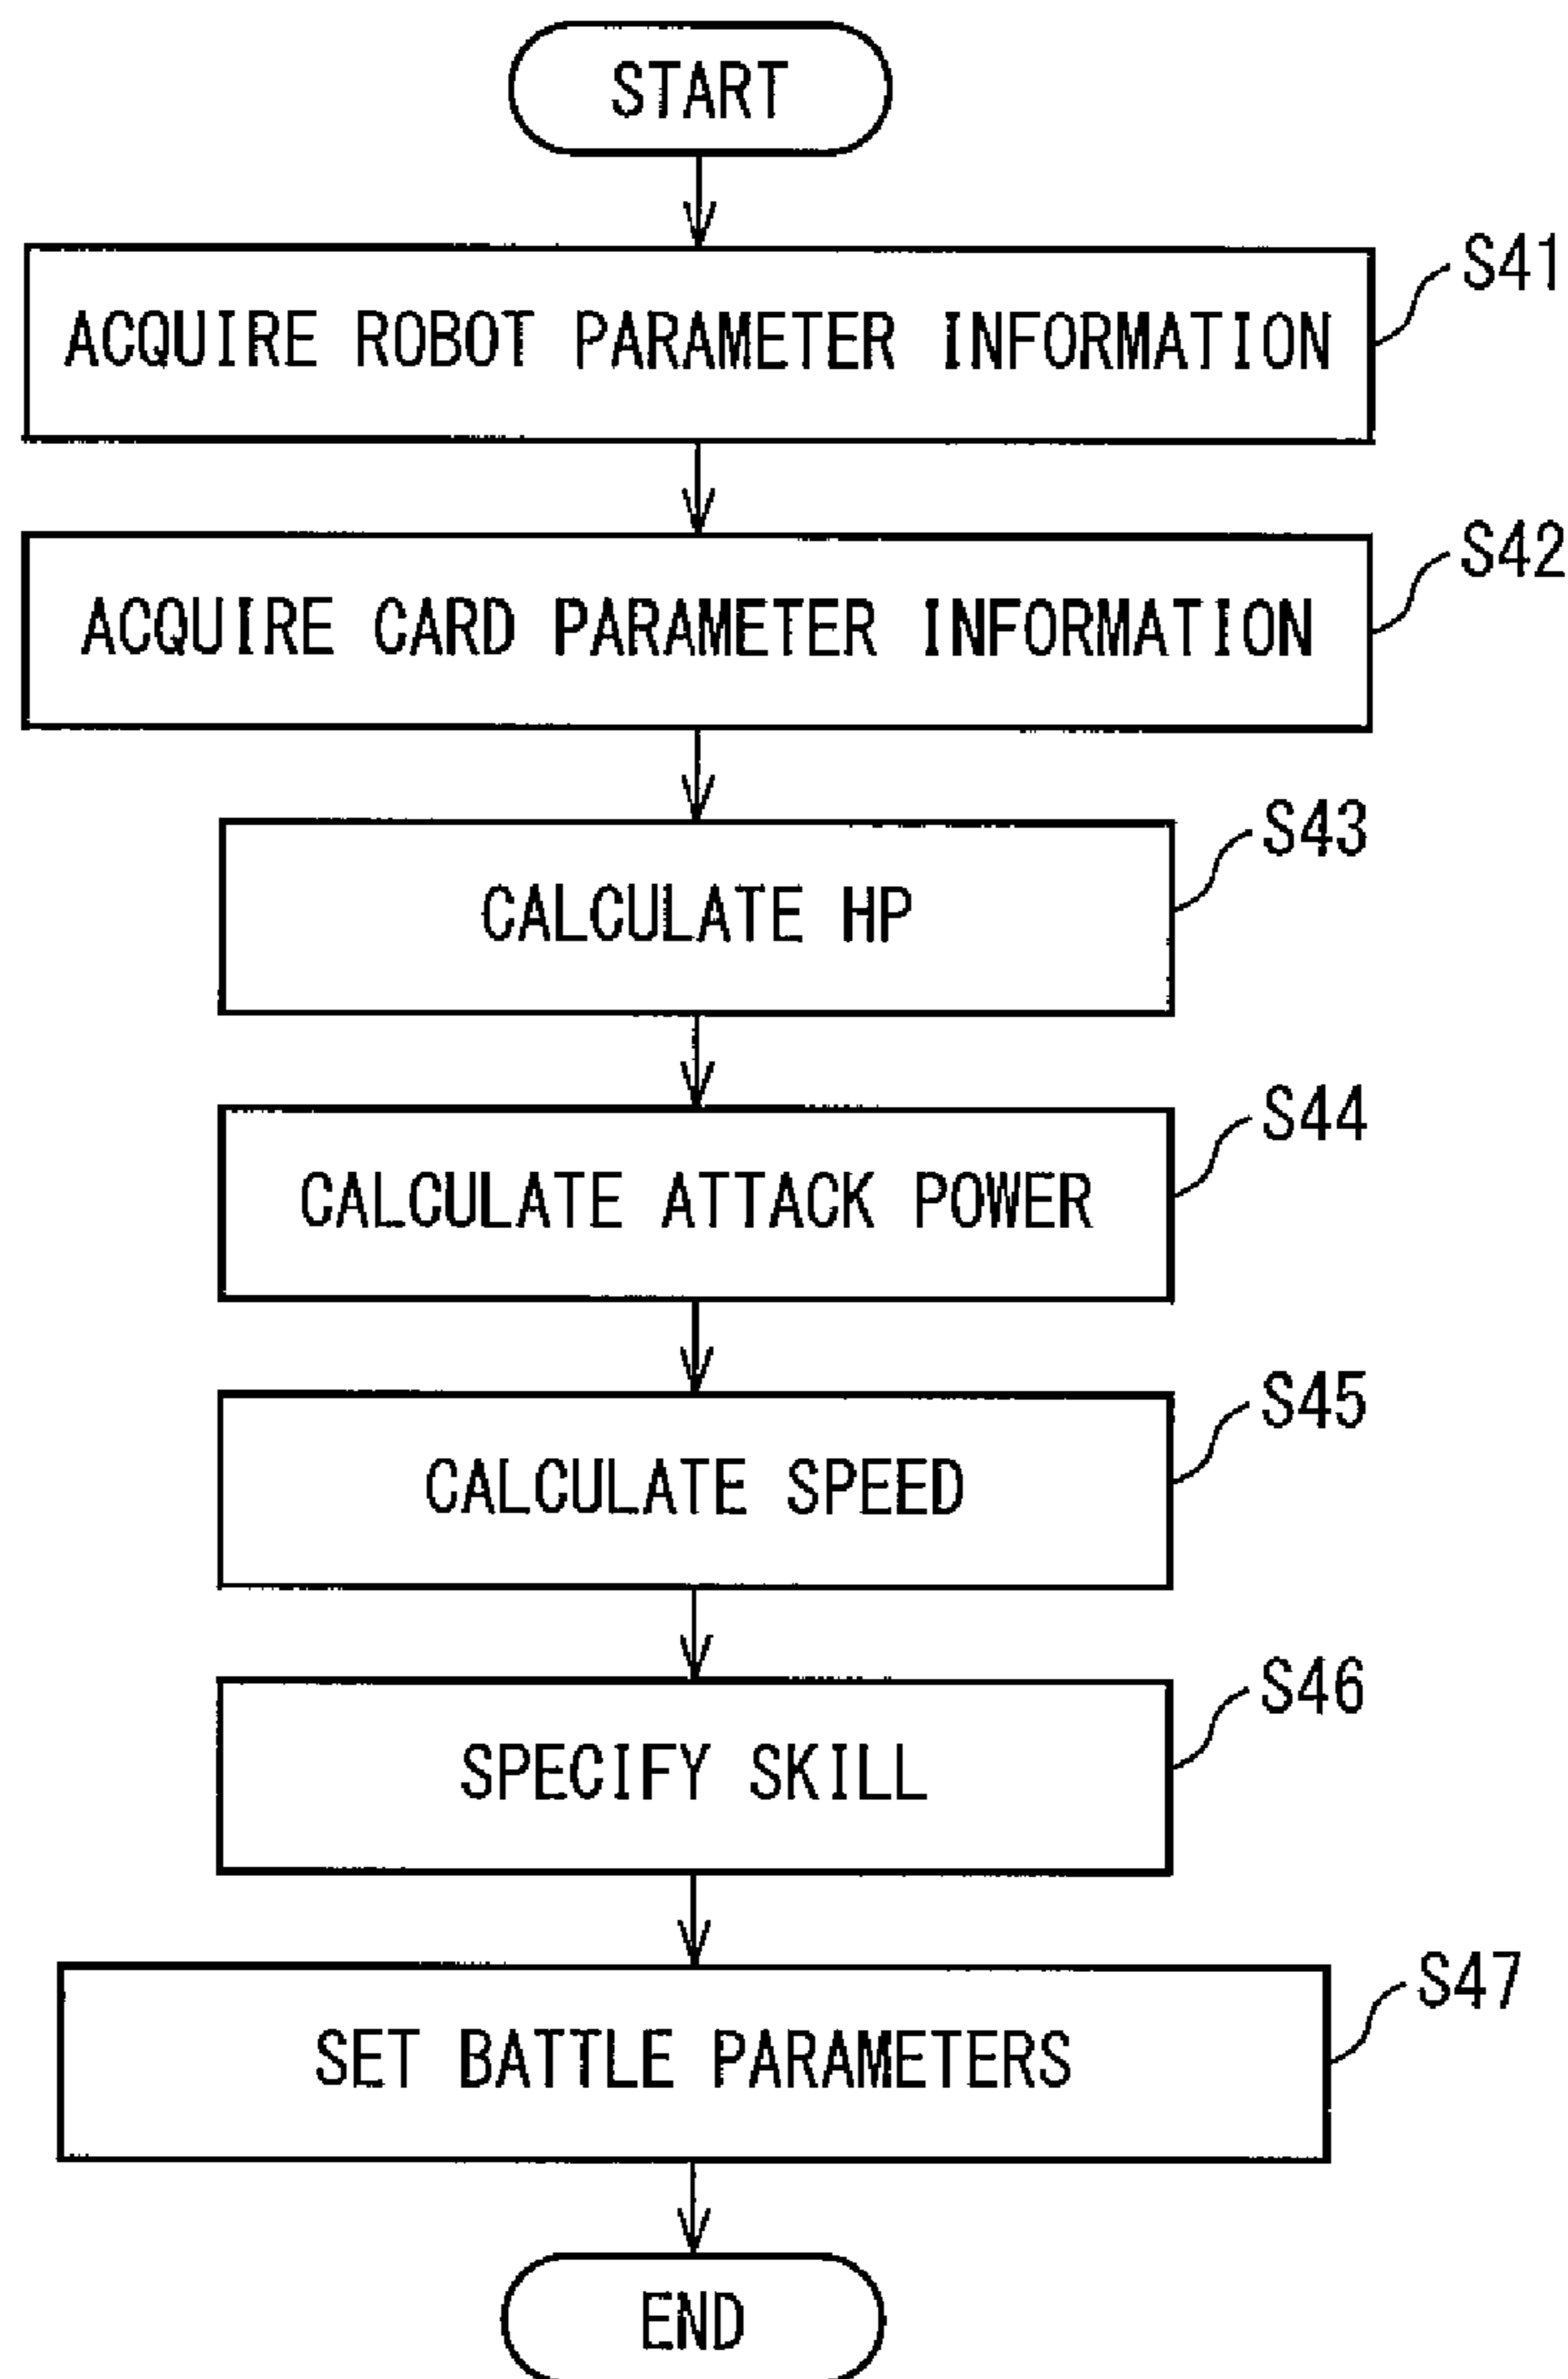 START
S41
ACQUIRE ROBOT PARAMETER INFORMATION
S42
ACQUIRE CARD PARAMETER INFORMATION
S43
CALCULATE HP
S44
CALCULATE ATTACK POWER
S45
CALCULATE SPEED
S46
SPECIFY SKILL
S47
SET BATTLE PARAMETERS
END